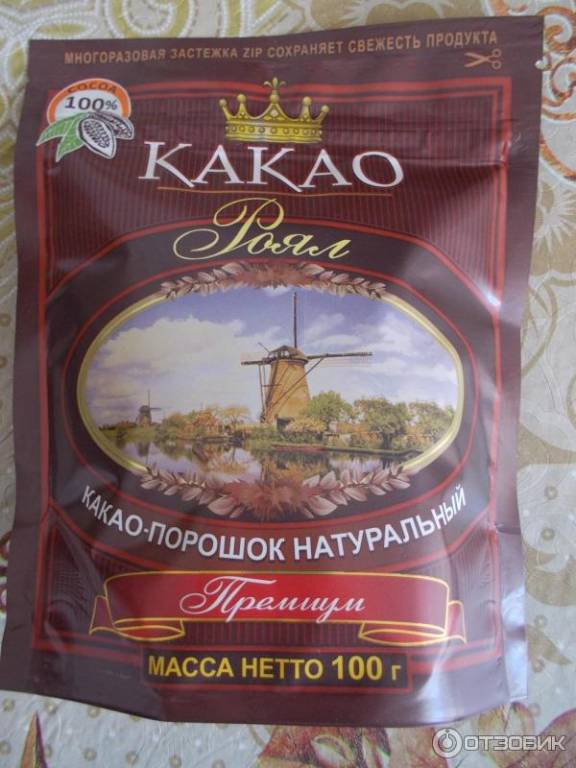 МНОГОРАЗОВАЯ ЗАСТЕЖКА ZIP СОХРАНЯЕТ СВЕЖЕСТЬ ПРОДУКТА
COCOA
100%
КАКАО
Роял
КАКАО-ПОРОШОК НАТУРАЛЬНЫЙ
Премиум
МАССА НЕТТО 100 г
ОТЗОВИК